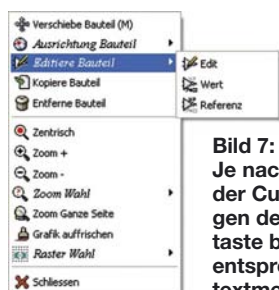 Verschiebe Bauteil (M)
Ausrichtung Bauteil
Editiere Bauteil
Kopiere Bauteil
Entferne Bauteil
Zentrisch
Zoom +
Zoom -
Zoom Wahl
Zoom Ganze Seite
Grafik auffrischen
Raster Wahl
Schliessen
Edit
Wert
Referenz
Bild 7:
Je nac
der Cu
gen de
taste b
entspre
textme